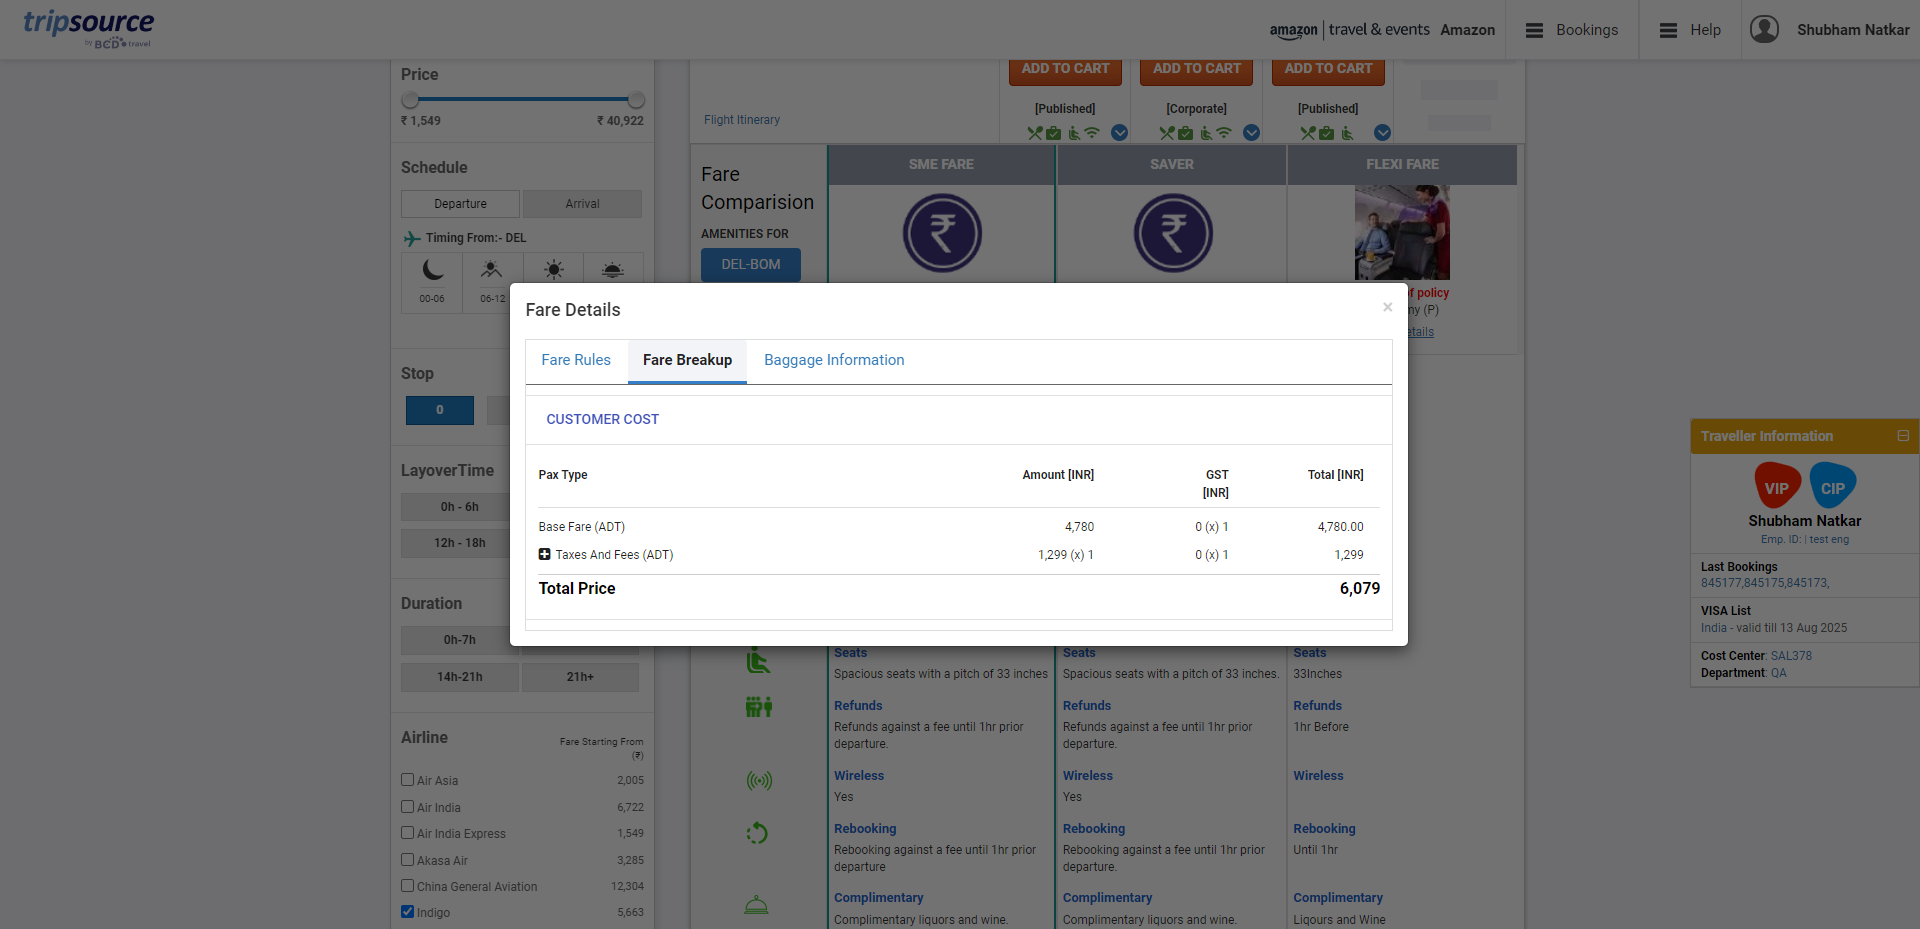 tripsource
by BCD travel
amazon | travel & events Amazon
Bookings
Help
Shubham Natkar
Price
₹ 1,549 ₹ 40,922
Schedule
Departure Arrival
Timing From:- DEL
00-06 06-12
Stop
0
LayoverTime
0h - 6h
12h - 18h
Duration
0h-7h
14h-21h 21h+
Airline Fare Starting From
(₹)
Air Asia 2,005
Air India 6,722
Air India Express 1,549
Akasa Air 3,285
China General Aviation 12,304
Indigo 5,663
ADD TO CART ADD TO CART ADD TO CART
[Published] [Corporate] [Published]
Flight Itinerary
Fare
Comparision
AMENITIES FOR
DEL-BOM
SME FARE SAVER FLEXI FARE
₹ ₹
of policy
my (P)
etails
Fare Details ×
Fare Rules Fare Breakup Baggage Information
CUSTOMER COST
Pax Type Amount [INR] GST
[INR] Total [INR]
Base Fare (ADT) 4,780 0 (x) 1 4,780.00
Taxes And Fees (ADT) 1,299 (x) 1 0 (x) 1 1,299
Total Price 6,079
Seats Seats Seats
Spacious seats with a pitch of 33 inches Spacious seats with a pitch of 33 inches. 33Inches
Refunds Refunds Refunds
Refunds against a fee until 1hr prior Refunds against a fee until 1hr prior 1hr Before
departure. departure.
Wireless Wireless Wireless
Yes Yes
Rebooking Rebooking Rebooking
Rebooking against a fee until 1hr prior Rebooking against a fee until 1hr prior Until 1hr
departure departure.
Complimentary Complimentary Complimentary
Complimentary liquors and wine. Complimentary liquors and wine. Liqours and Wine
Traveller Information
VIP CIP
Shubham Natkar
Emp. ID: | test eng
Last Bookings
845177,845175,845173,
VISA List
India - valid till 13 Aug 2025
Cost Center: SAL378
Department: QA